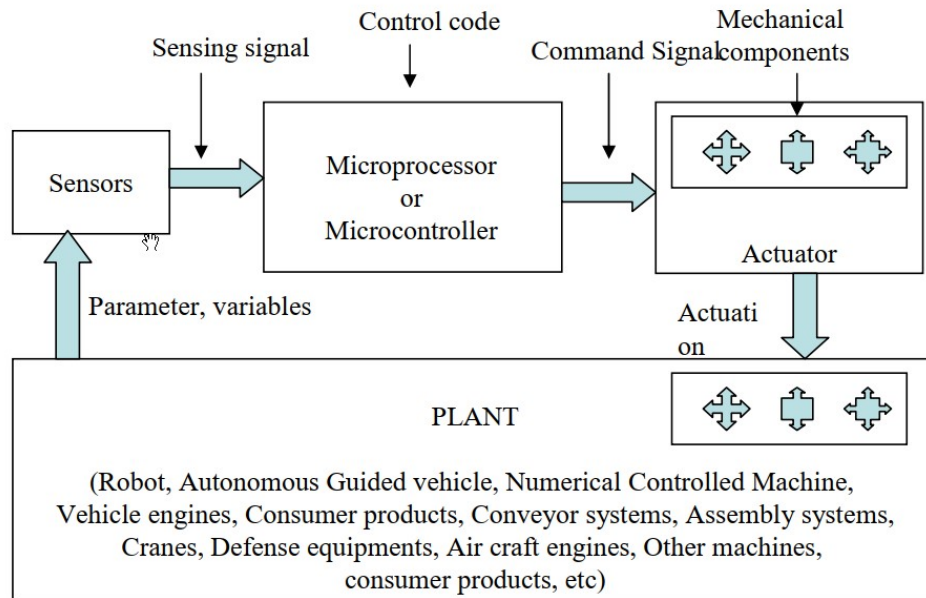 Control code
Mechanical
components
Sensing signal
Command Signal
Sensors
Microprocessor
or
Microcontroller
Actuator
Parameter, variables
Actuati
on
PLANT
(Robot, Autonomous Guided vehicle, Numerical Controlled Machine,
Vehicle engines, Consumer products, Conveyor systems, Assembly systems,
Cranes, Defense equipments, Air craft engines, Other machines,
consumer products, etc)